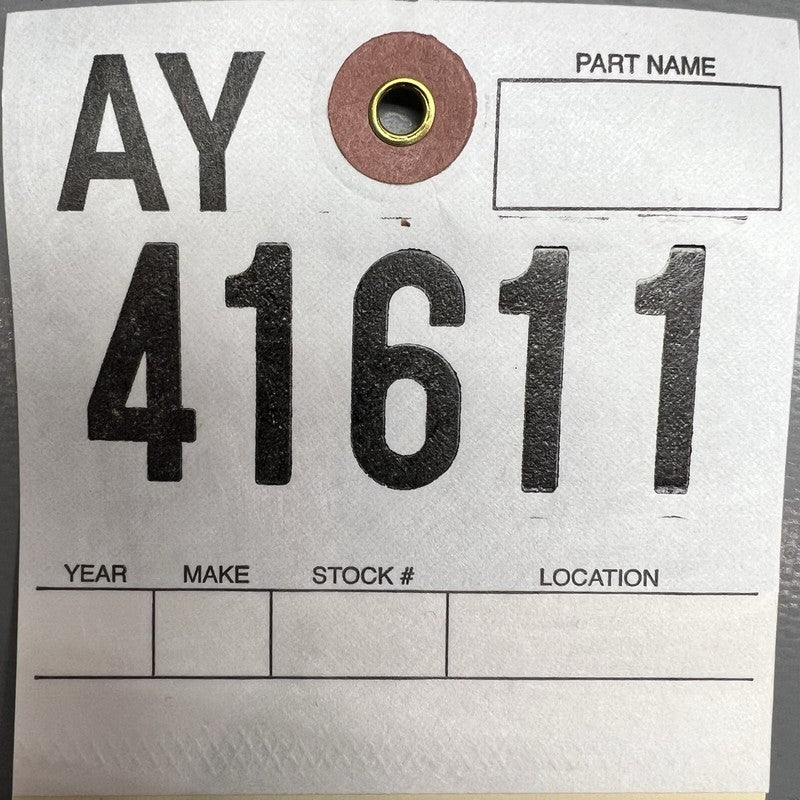 AY
PART NAME
41611
YEAR MAKE STOCK # LOCATION